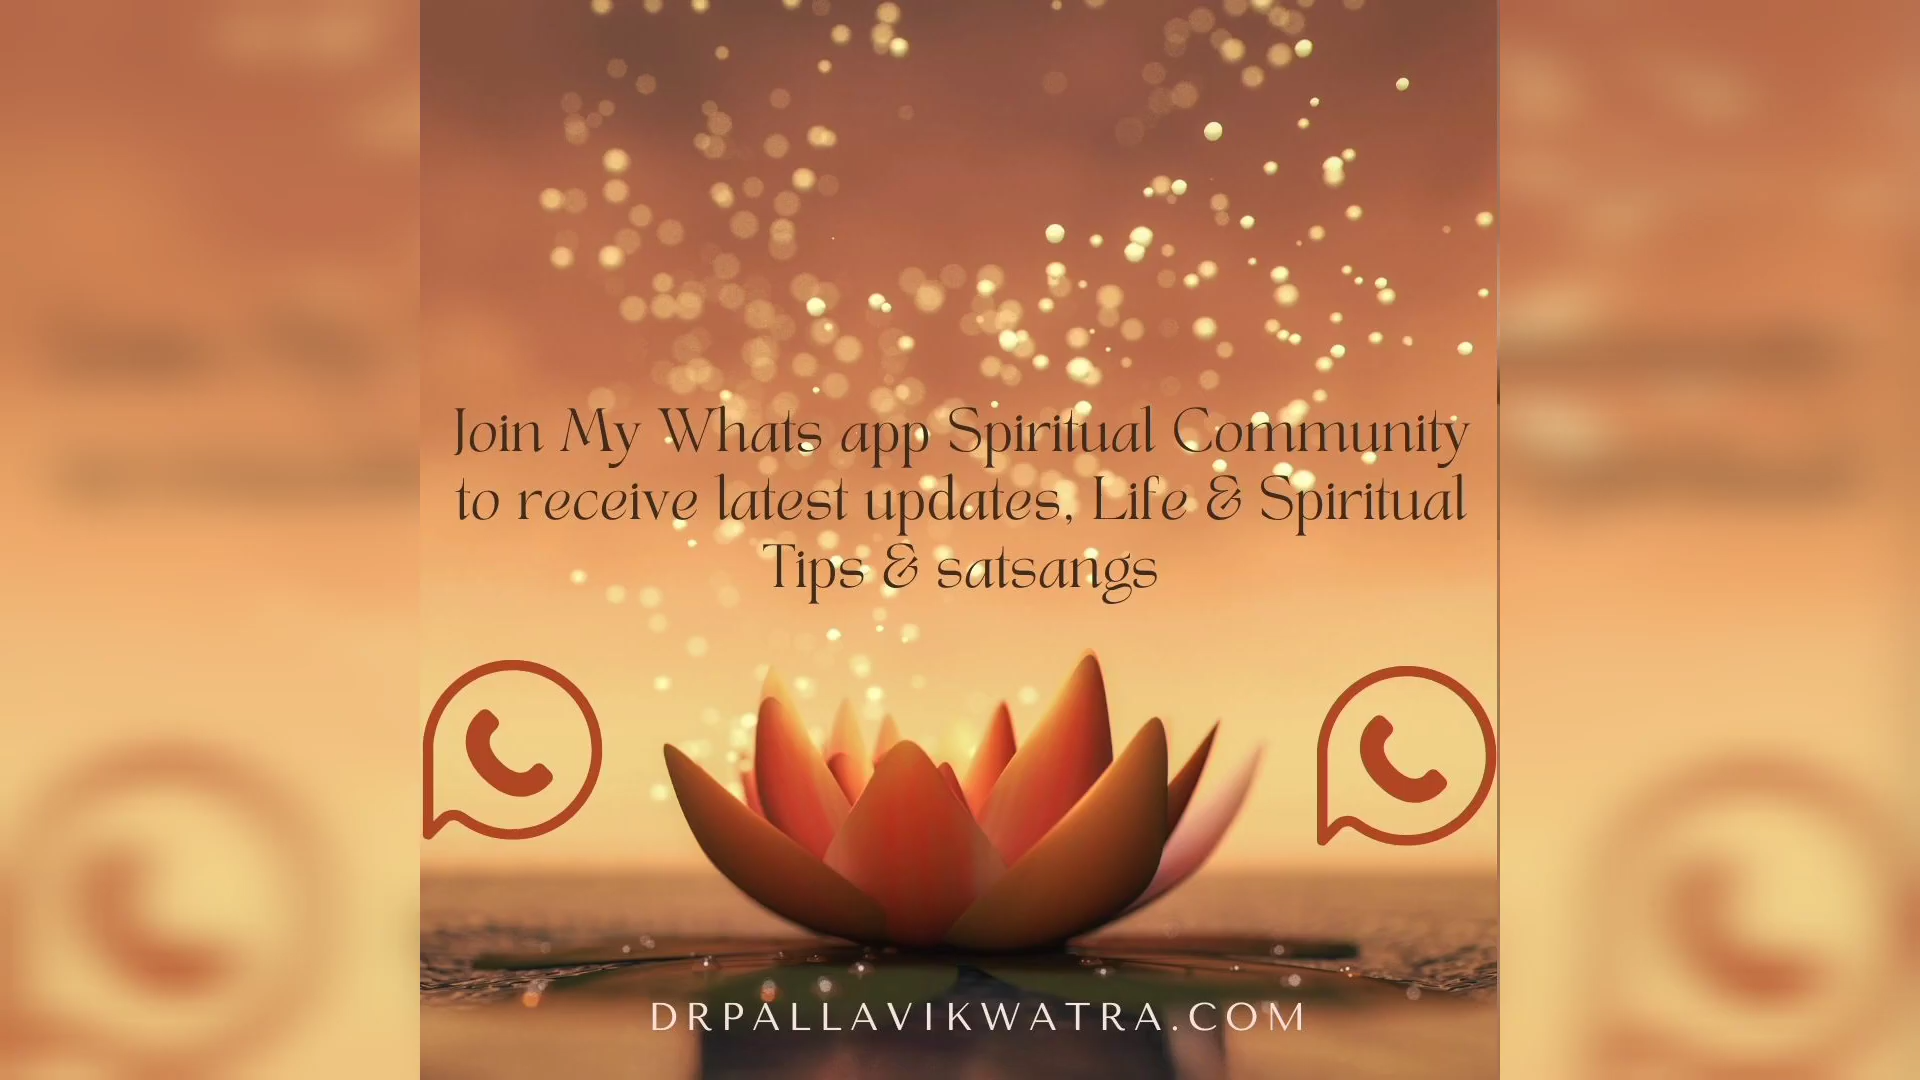 Join My Whats app Spiritual Community
to receive latest updates, Life & Spiritual
Tips & satsangs
DRPALLAVIKWATRA.COM